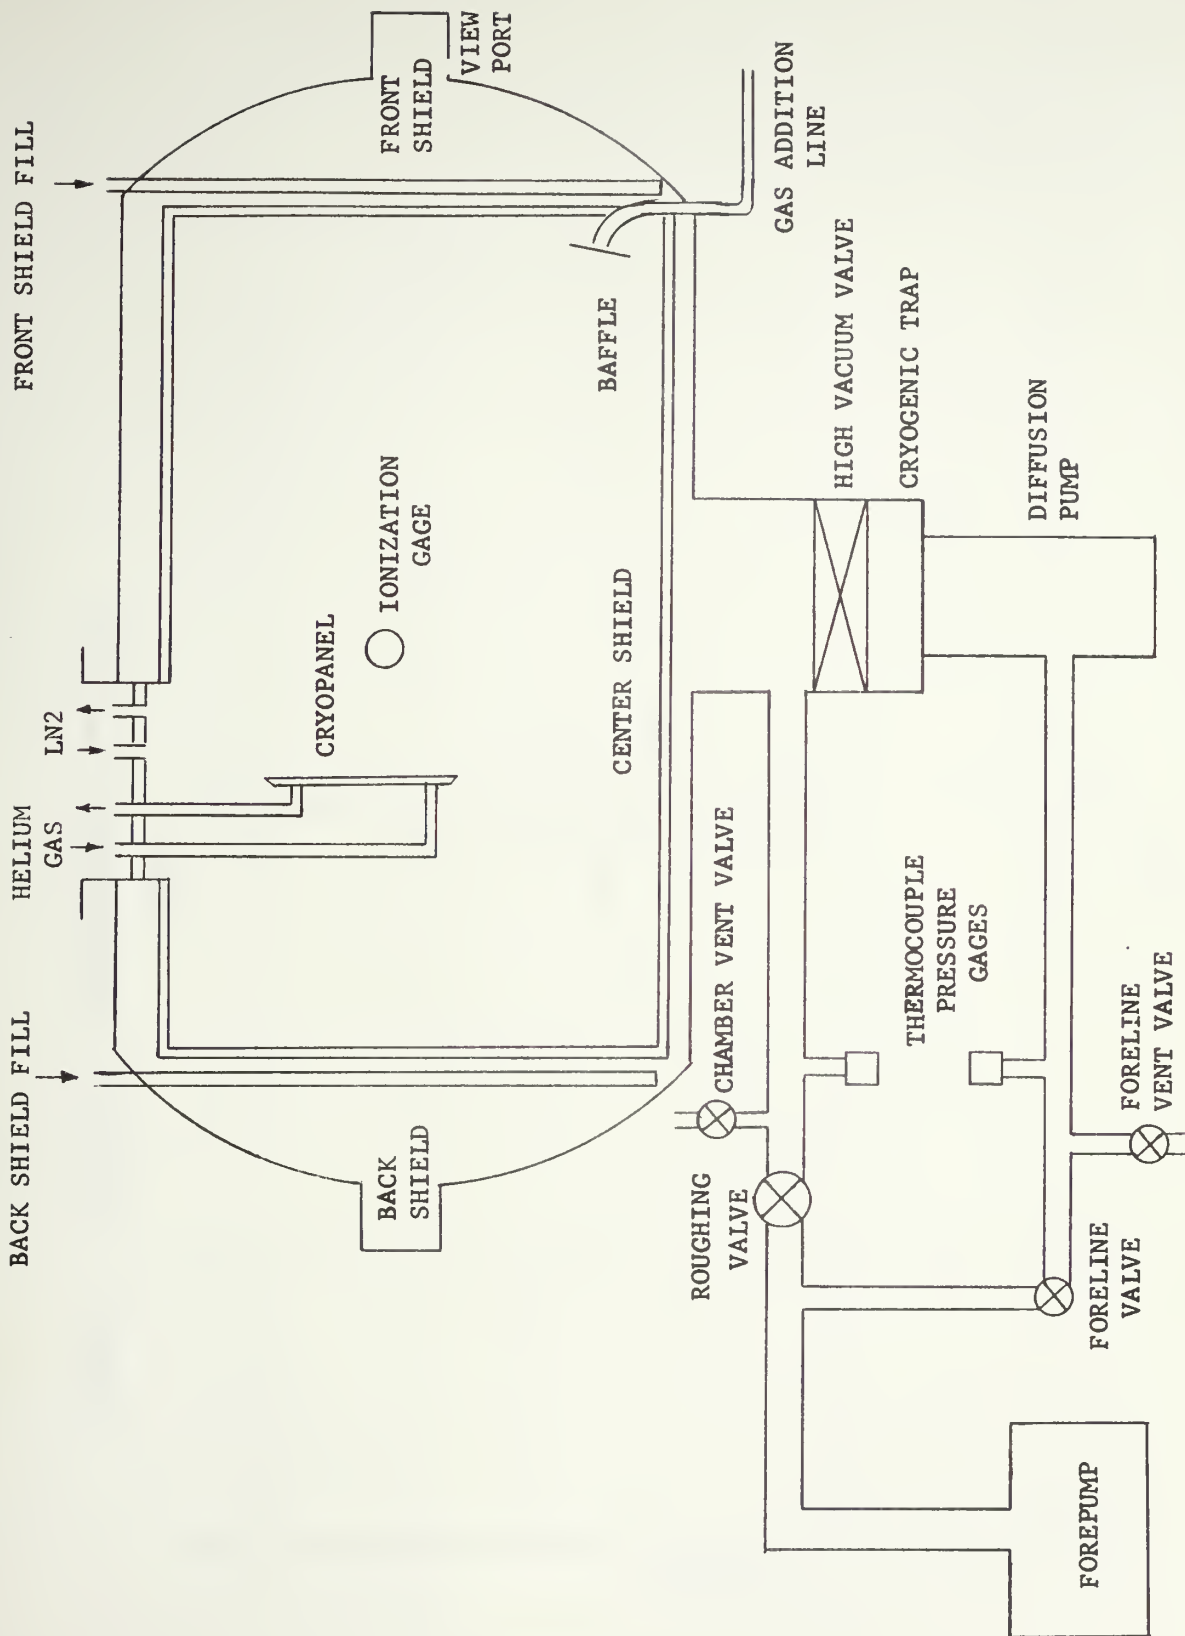 FRONT SHIELD FILL
LN2
HELIUM
GAS
BACK SHIELD FILL
FRONT
SHIELD
VIEW
PORT
CRYOPANEL
IONIZATION
GAGE
BACK
SHIELD
BAFFLE
GAS ADDITION
LINE
CENTER SHIELD
HIGH VACUUM VALVE
CRYOGENIC TRAP
CHAMBER VENT VALVE
ROUGHING
VALVE
THERMOCOUPLE
PRESSURE
GAGES
DIFFUSION
PUMP
FORELINE
VENT VALVE
FORELINE
VALVE
FOREPUMP